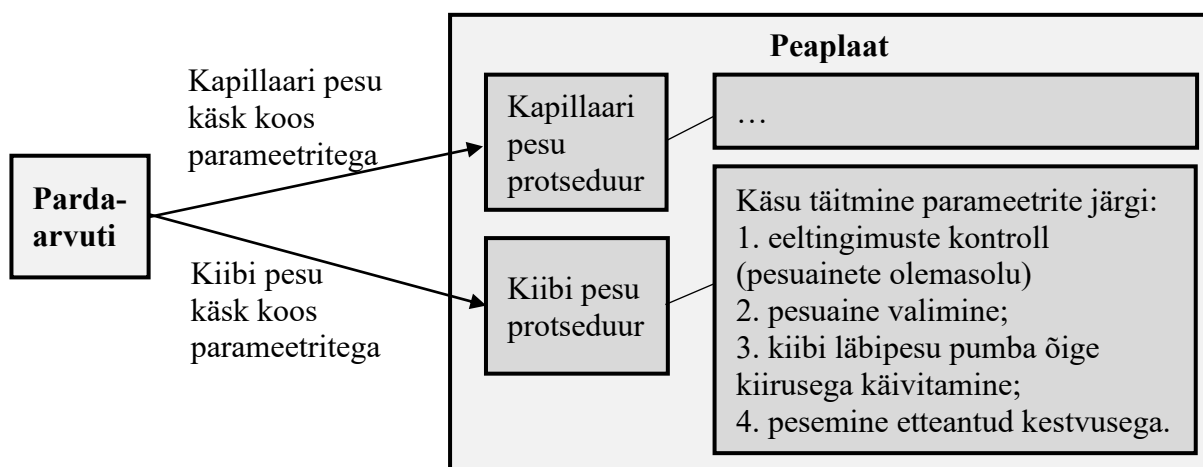 Peaplaat
Kapillaari pesu
käsk koos
parameetritega
Kapillaari
pesu
protseduur
…
Parda-
arvuti
Kiibi pesu
käsk koos
parameetritega
Kiibi pesu
protseduur
Käsu täitmine parameetrite järgi:
1. eeltingimuste kontroll
(pesuainete olemasolu)
2. pesuaine valimine;
3. kiibi läbipesu pumba õige
kiirusega käivitamine;
4. pesemine etteantud kestvusega.